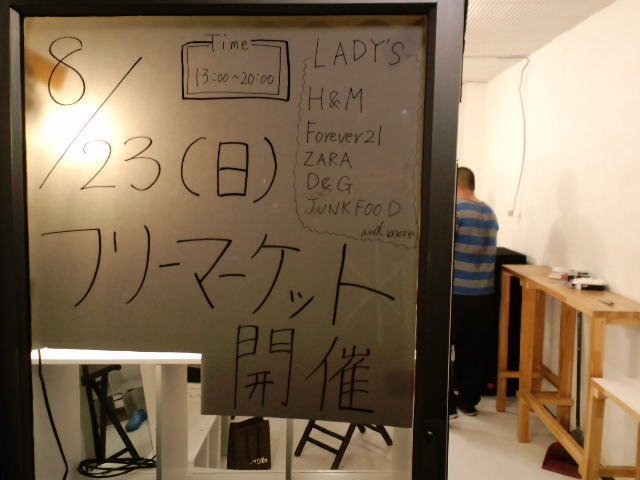 8/23(日)
Time
13:00~20:00
LADY'S
H&M
Forever21
ZARA
D&G
JUNKFOOD
and more
フリーマーケット
開催